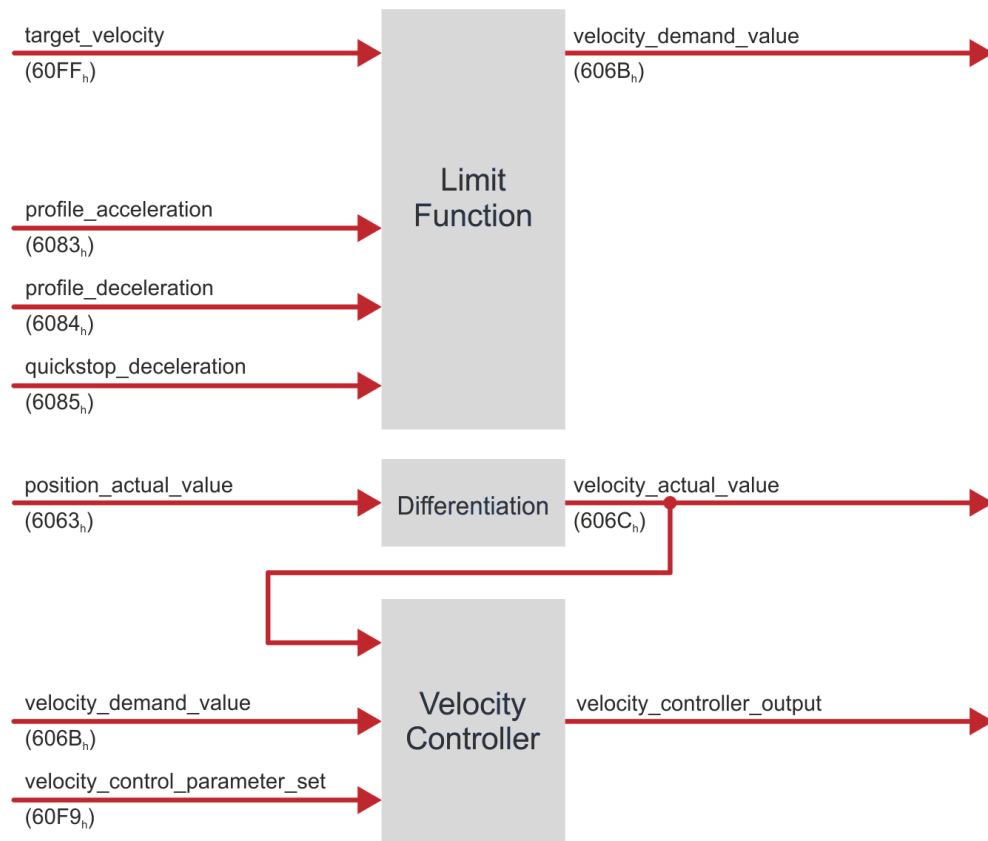 target_velocity
(60FFₕ)
velocity_demand_value
(606Bₕ)
Limit
Function
profile_acceleration
(6083ₕ)
profile_deceleration
(6084ₕ)
quickstop_deceleration
(6085ₕ)
position_actual_value
(6063ₕ)
Differentiation
velocity_actual_value
(606Cₕ)
velocity_demand_value
(606Bₕ)
velocity_control_parameter_set
(60F9ₕ)
Velocity
Controller
velocity_controller_output